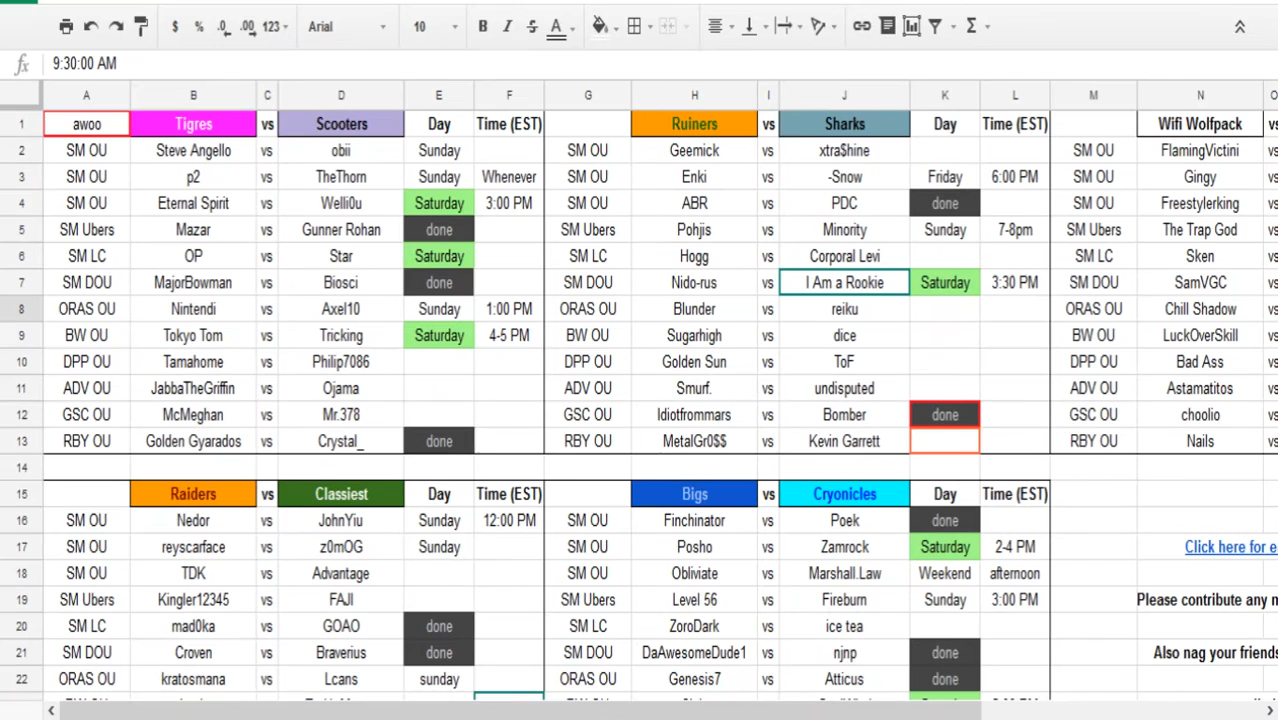 $ % .0 .00 123 Arial 10 B I S A Σ
fx 9:30:00 AM
A B C D E F G H I J K L M N O
1 awoo Tigres vs Scooters Day Time (EST) Ruiners vs Sharks Day Time (EST) Wifi Wolfpack vs
2 SM OU Steve Angello vs obii Sunday SM OU Geemick vs xtra$hine SM OU FlamingVictini vs
3 SM OU p2 vs TheThorn Sunday Whenever SM OU Enki vs -Snow Friday 6:00 PM SM OU Gingy vs
4 SM OU Eternal Spirit vs Welli0u Saturday 3:00 PM SM OU ABR vs PDC done SM OU Freestylerking vs
5 SM Ubers Mazar vs Gunner Rohan done SM Ubers Pohjis vs Minority Sunday 7-8pm SM Ubers The Trap God vs
6 SM LC OP vs Star Saturday SM LC Hogg vs Corporal Levi SM LC Sken vs
7 SM DOU MajorBowman vs Biosci done SM DOU Nido-rus vs I Am a Rookie Saturday 3:30 PM SM DOU SamVGC vs
8 ORAS OU Nintendi vs Axel10 Sunday 1:00 PM ORAS OU Blunder vs reiku ORAS OU Chill Shadow vs
9 BW OU Tokyo Tom vs Tricking Saturday 4-5 PM BW OU Sugarhigh vs dice BW OU LuckOverSkill vs
10 DPP OU Tamahome vs Philip7086 DPP OU Golden Sun vs ToF DPP OU Bad Ass vs
11 ADV OU JabbaTheGriffin vs Ojama ADV OU Smurf. vs undisputed ADV OU Astamatitos vs
12 GSC OU McMeghan vs Mr.378 GSC OU Idiotfrommars vs Bomber done GSC OU choolio vs
13 RBY OU Golden Gyarados vs Crystal_ done RBY OU MetalGr0$$ vs Kevin Garrett RBY OU Nails vs
14
15 Raiders vs Classiest Day Time (EST) Bigs vs Cryonicles Day Time (EST)
16 SM OU Nedor vs JohnYiu Sunday 12:00 PM SM OU Finchinator vs Poek done
17 SM OU reyscarface vs z0mOG Sunday SM OU Posho vs Zamrock Saturday 2-4 PM Click here for e
18 SM OU TDK vs Advantage SM OU Obliviate vs Marshall.Law Weekend afternoon
19 SM Ubers Kingler12345 vs FAJI SM Ubers Level 56 vs Fireburn Sunday 3:00 PM Please contribute any n
20 SM LC mad0ka vs GOAO done SM LC ZoroDark vs ice tea
21 SM DOU Croven vs Braverius done SM DOU DaAwesomeDude1 vs njnp done Also nag your friends
22 ORAS OU kratosmana vs Lcans sunday ORAS OU Genesis7 vs Atticus done